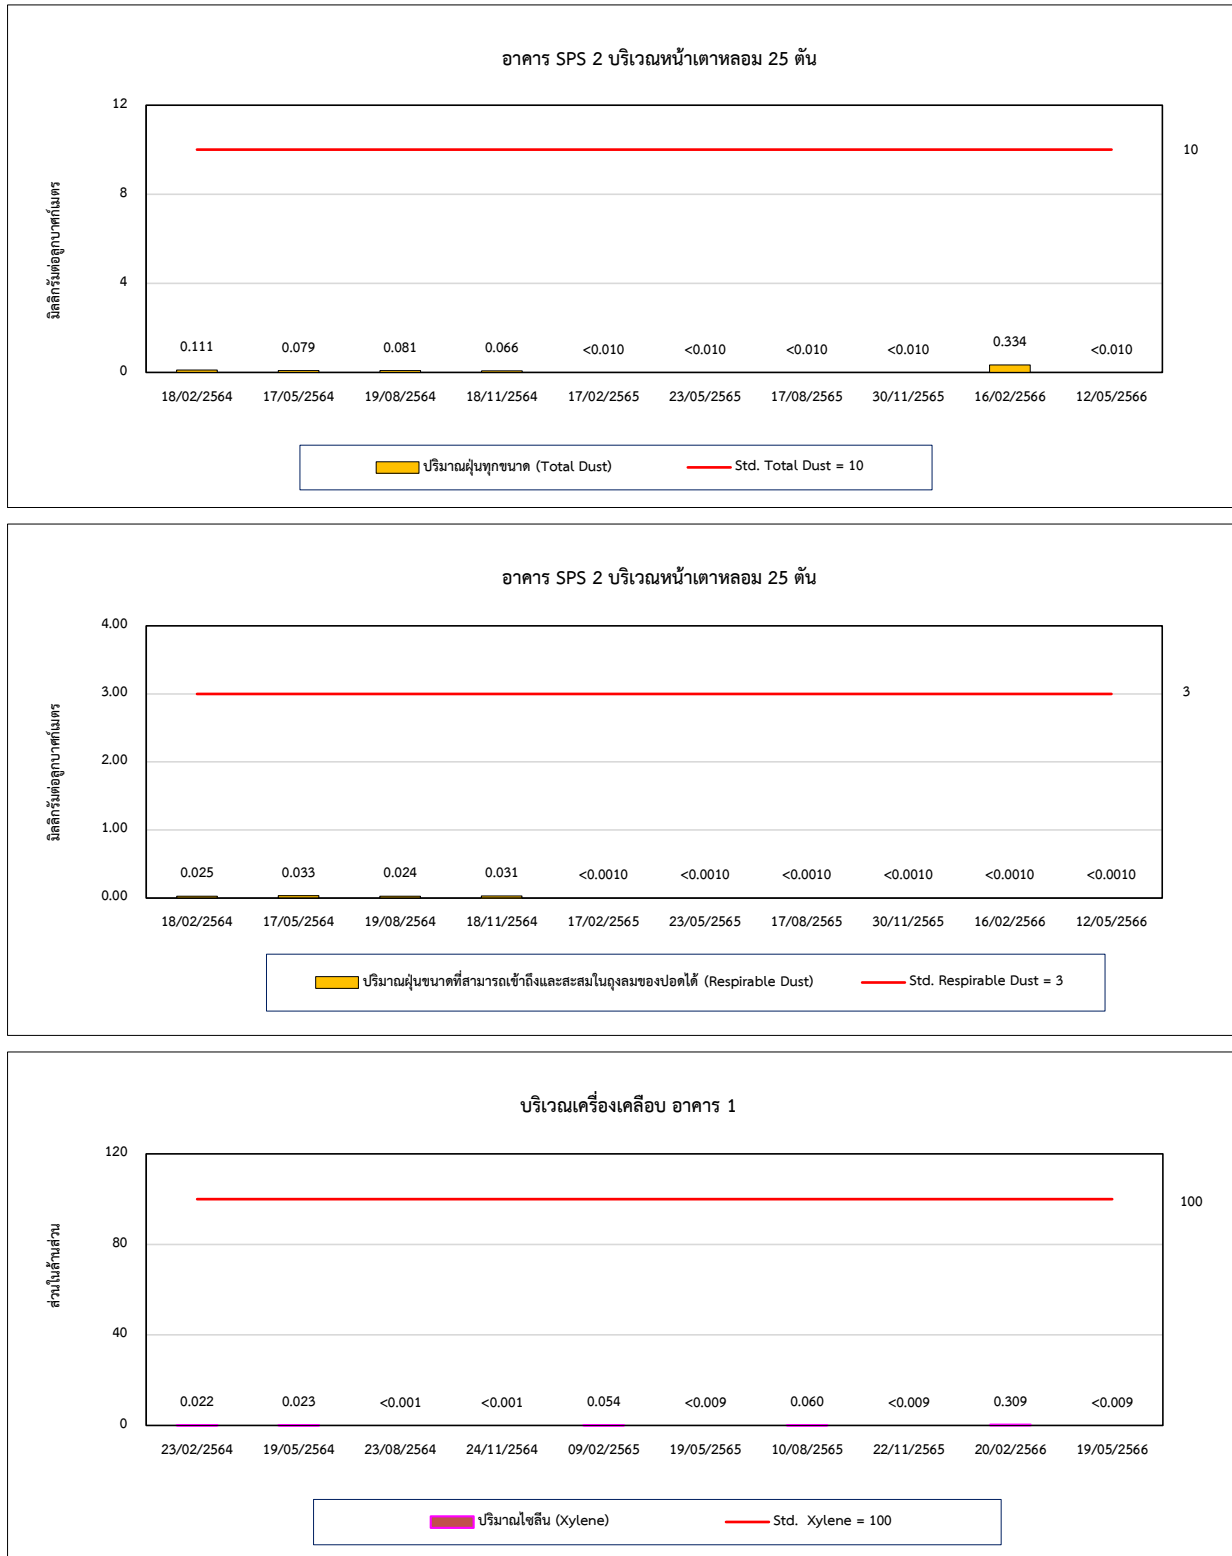 อาคาร SPS 2 บริเวณหน้าเตาหลอม 25 ตัน
มิลลิกรัมต่อลูกบาศก์เมตร
12
10
8
4
0.111 0.079 0.081 0.066 <0.010 <0.010 <0.010 <0.010 0.334 <0.010
0
18/02/2564 17/05/2564 19/08/2564 18/11/2564 17/02/2565 23/05/2565 17/08/2565 30/11/2565 16/02/2566 12/05/2566
ปริมาณฝุ่นทุกขนาด (Total Dust) Std. Total Dust = 10
อาคาร SPS 2 บริเวณหน้าเตาหลอม 25 ตัน
มิลลิกรัมต่อลูกบาศก์เมตร
4.00
3.00 3
2.00
1.00
0.025 0.033 0.024 0.031 <0.0010 <0.0010 <0.0010 <0.0010 <0.0010 <0.0010
0.00
18/02/2564 17/05/2564 19/08/2564 18/11/2564 17/02/2565 23/05/2565 17/08/2565 30/11/2565 16/02/2566 12/05/2566
ปริมาณฝุ่นขนาดที่สามารถเข้าถึงและสะสมในถุงลมของปอดได้ (Respirable Dust) Std. Respirable Dust = 3
บริเวณเครื่องเคลือบ อาคาร 1
ส่วนในล้านส่วน
120
100
80
40
0.022 0.023 <0.001 <0.001 0.054 <0.009 0.060 <0.009 0.309 <0.009
0
23/02/2564 19/05/2564 23/08/2564 24/11/2564 09/02/2565 19/05/2565 10/08/2565 22/11/2565 20/02/2566 19/05/2566
ปริมาณไซลีน (Xylene) Std. Xylene = 100